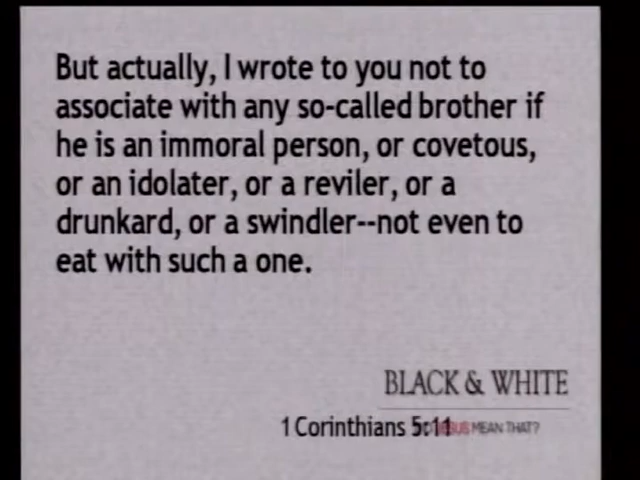 But actually, I wrote to you not to
associate with any so-called brother if
he is an immoral person, or covetous,
or an idolater, or a reviler, or a
drunkard, or a swindler--not even to
eat with such a one.
BLACK & WHITE
1 Corinthians 5:11
MEAN THAT?